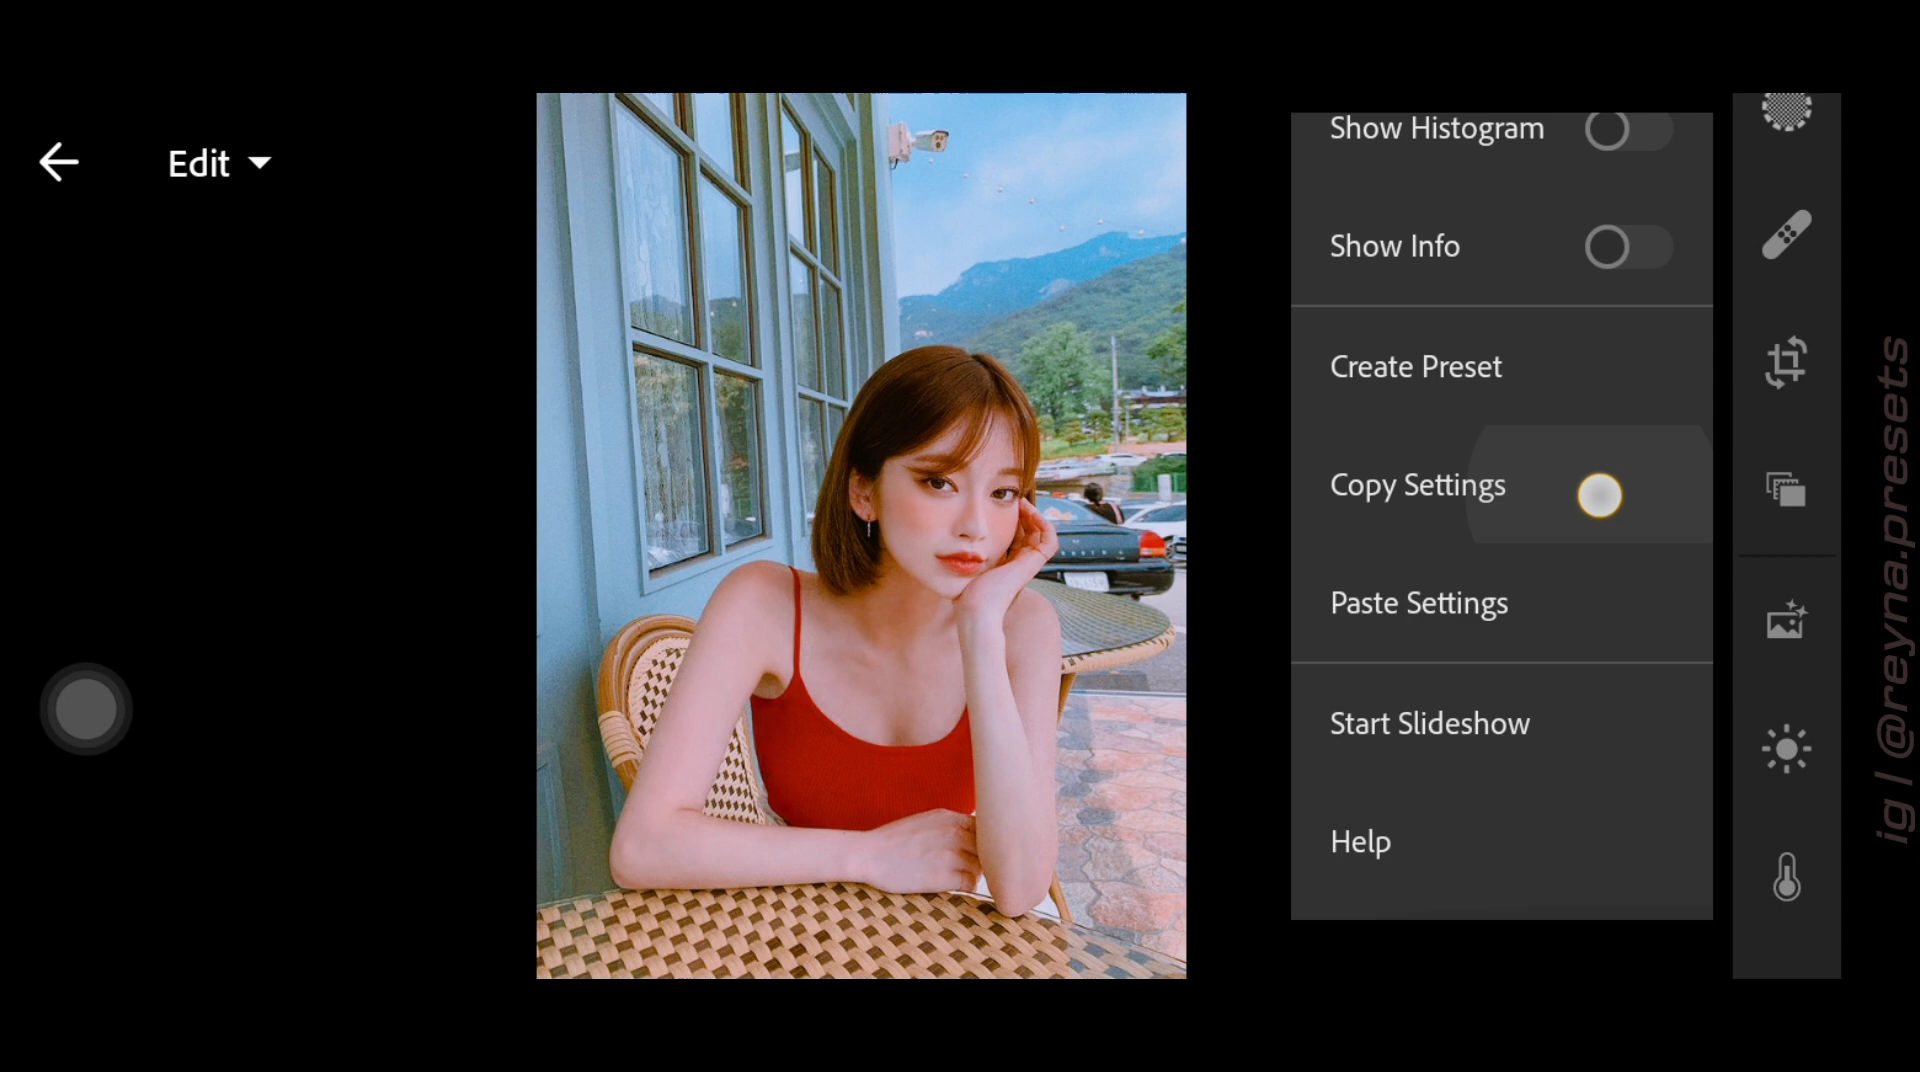 Edit
Show Histogram
Show Info
Create Preset
Copy Settings
Paste Settings
Start Slideshow
Help
ig | @reyna.presets